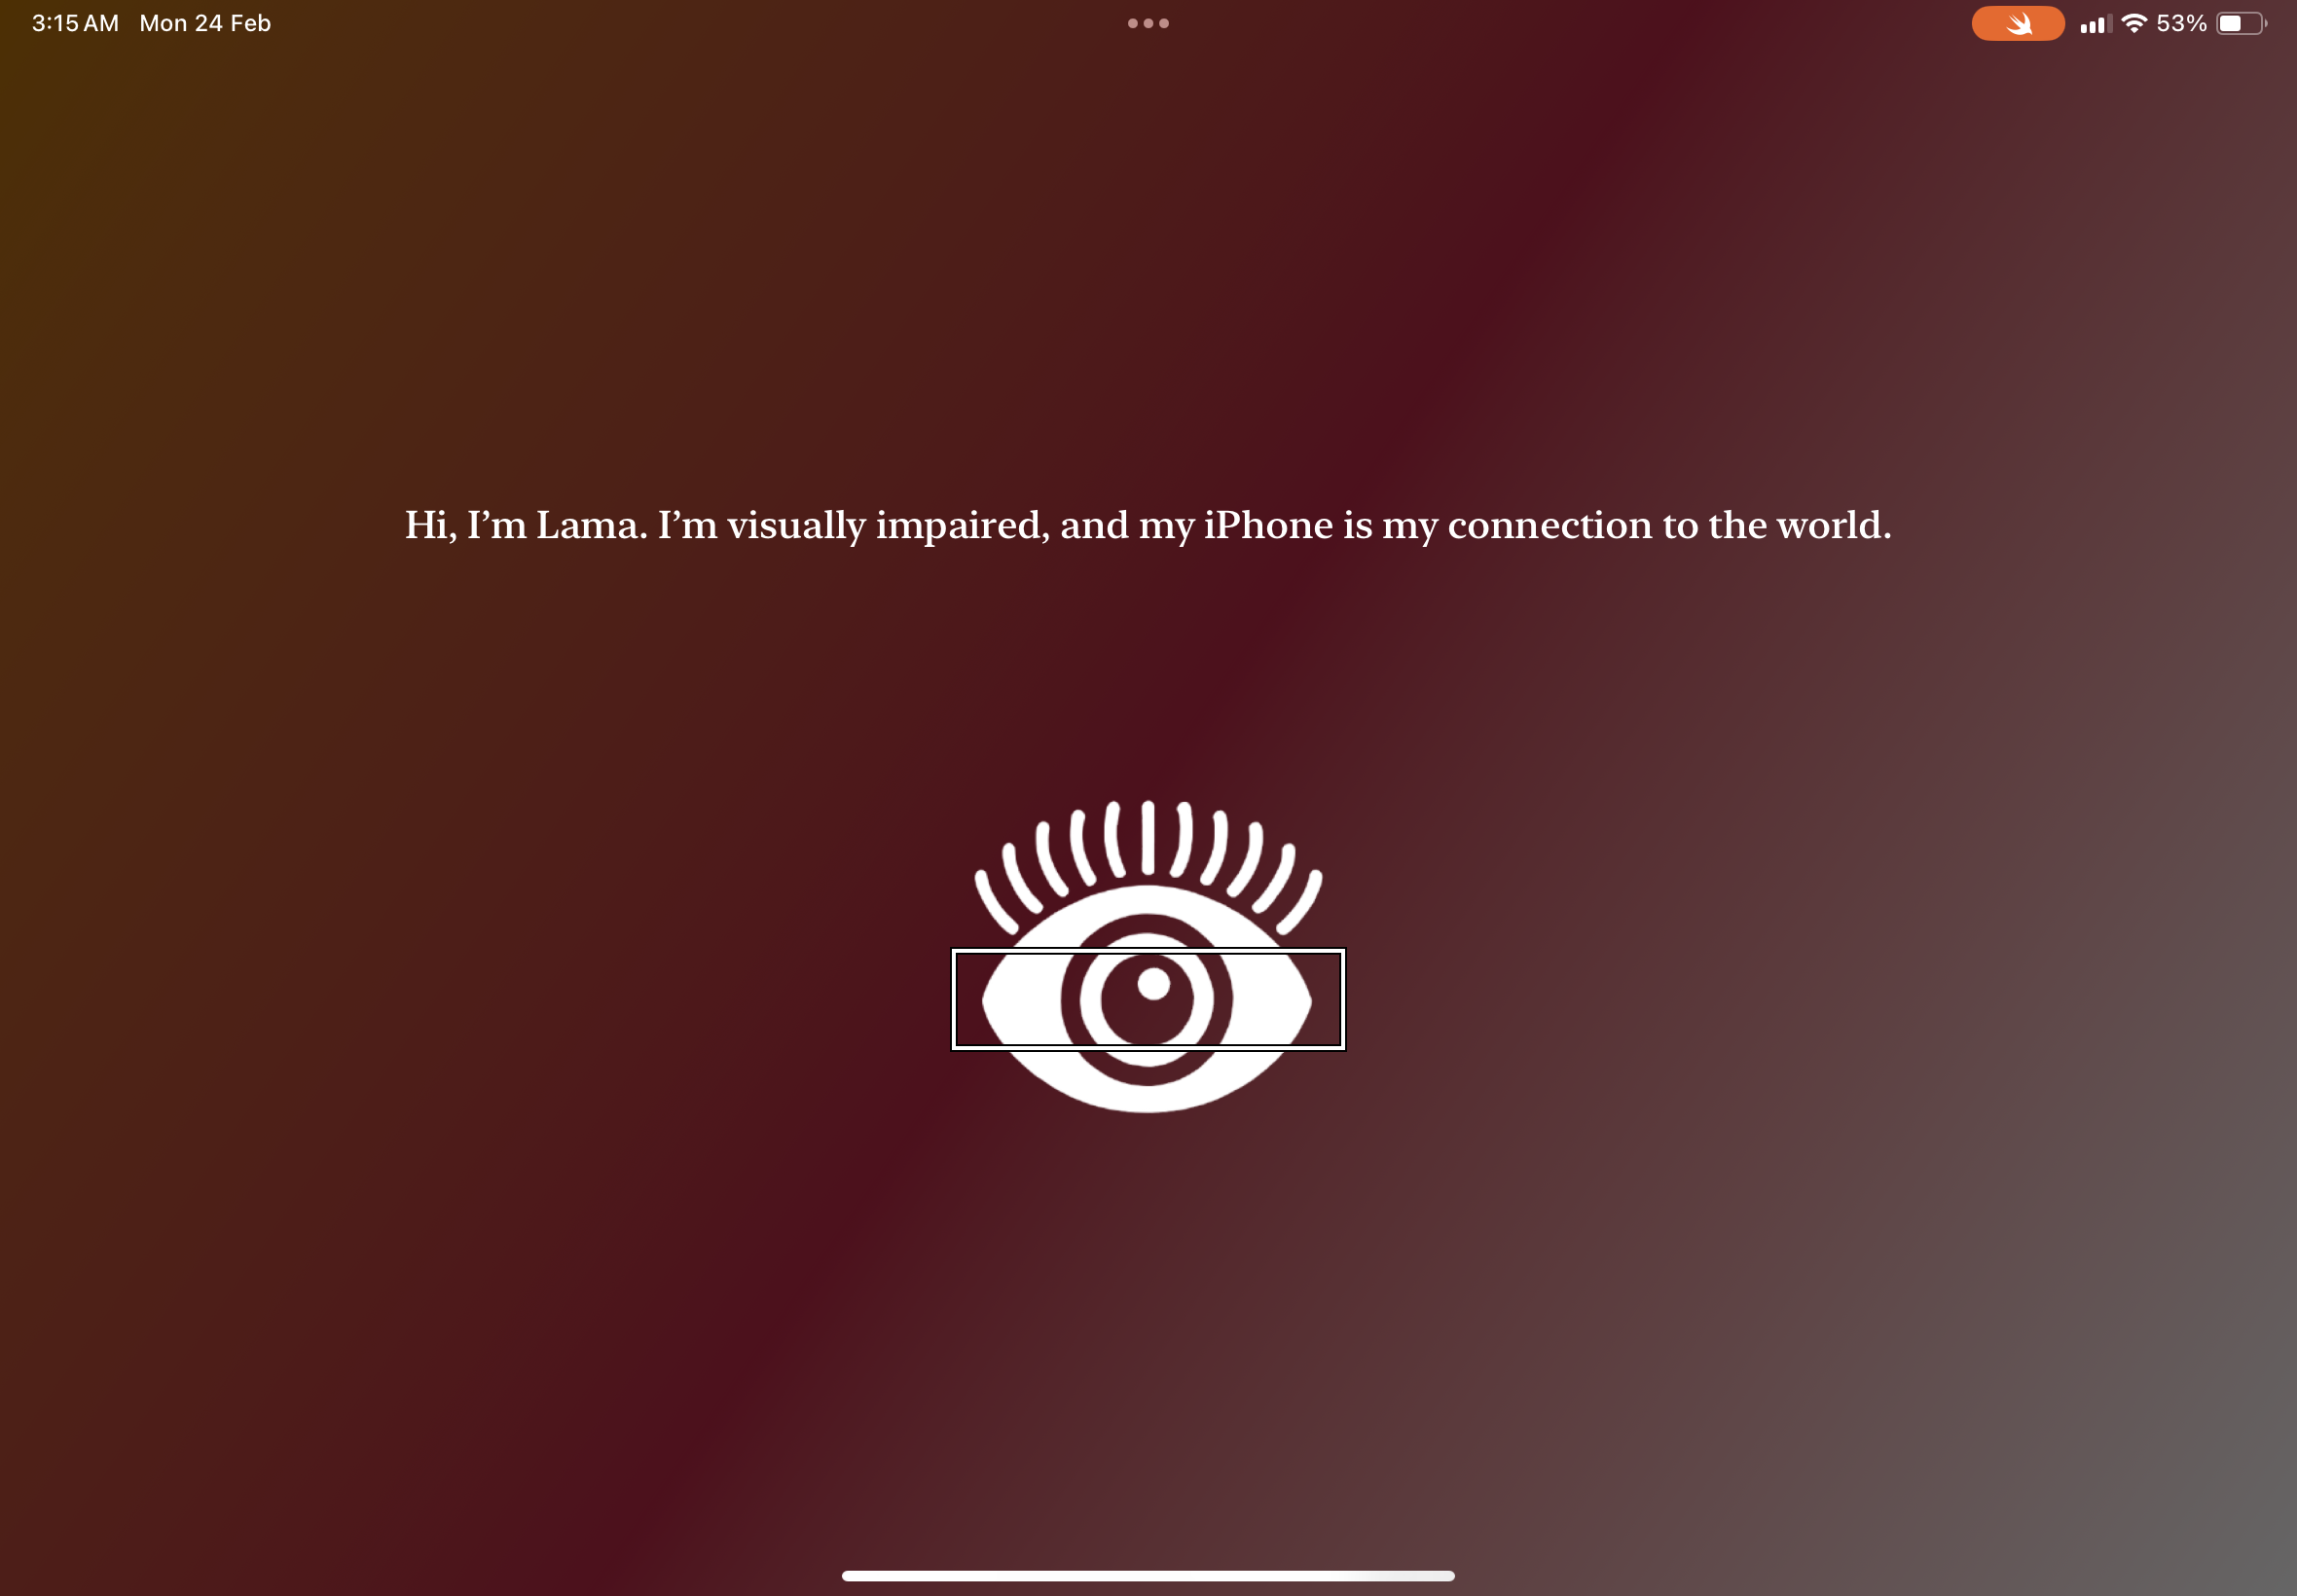 3:15 AM Mon 24 Feb
53%
Hi, I’m Lama. I’m visually impaired, and my iPhone is my connection to the world.